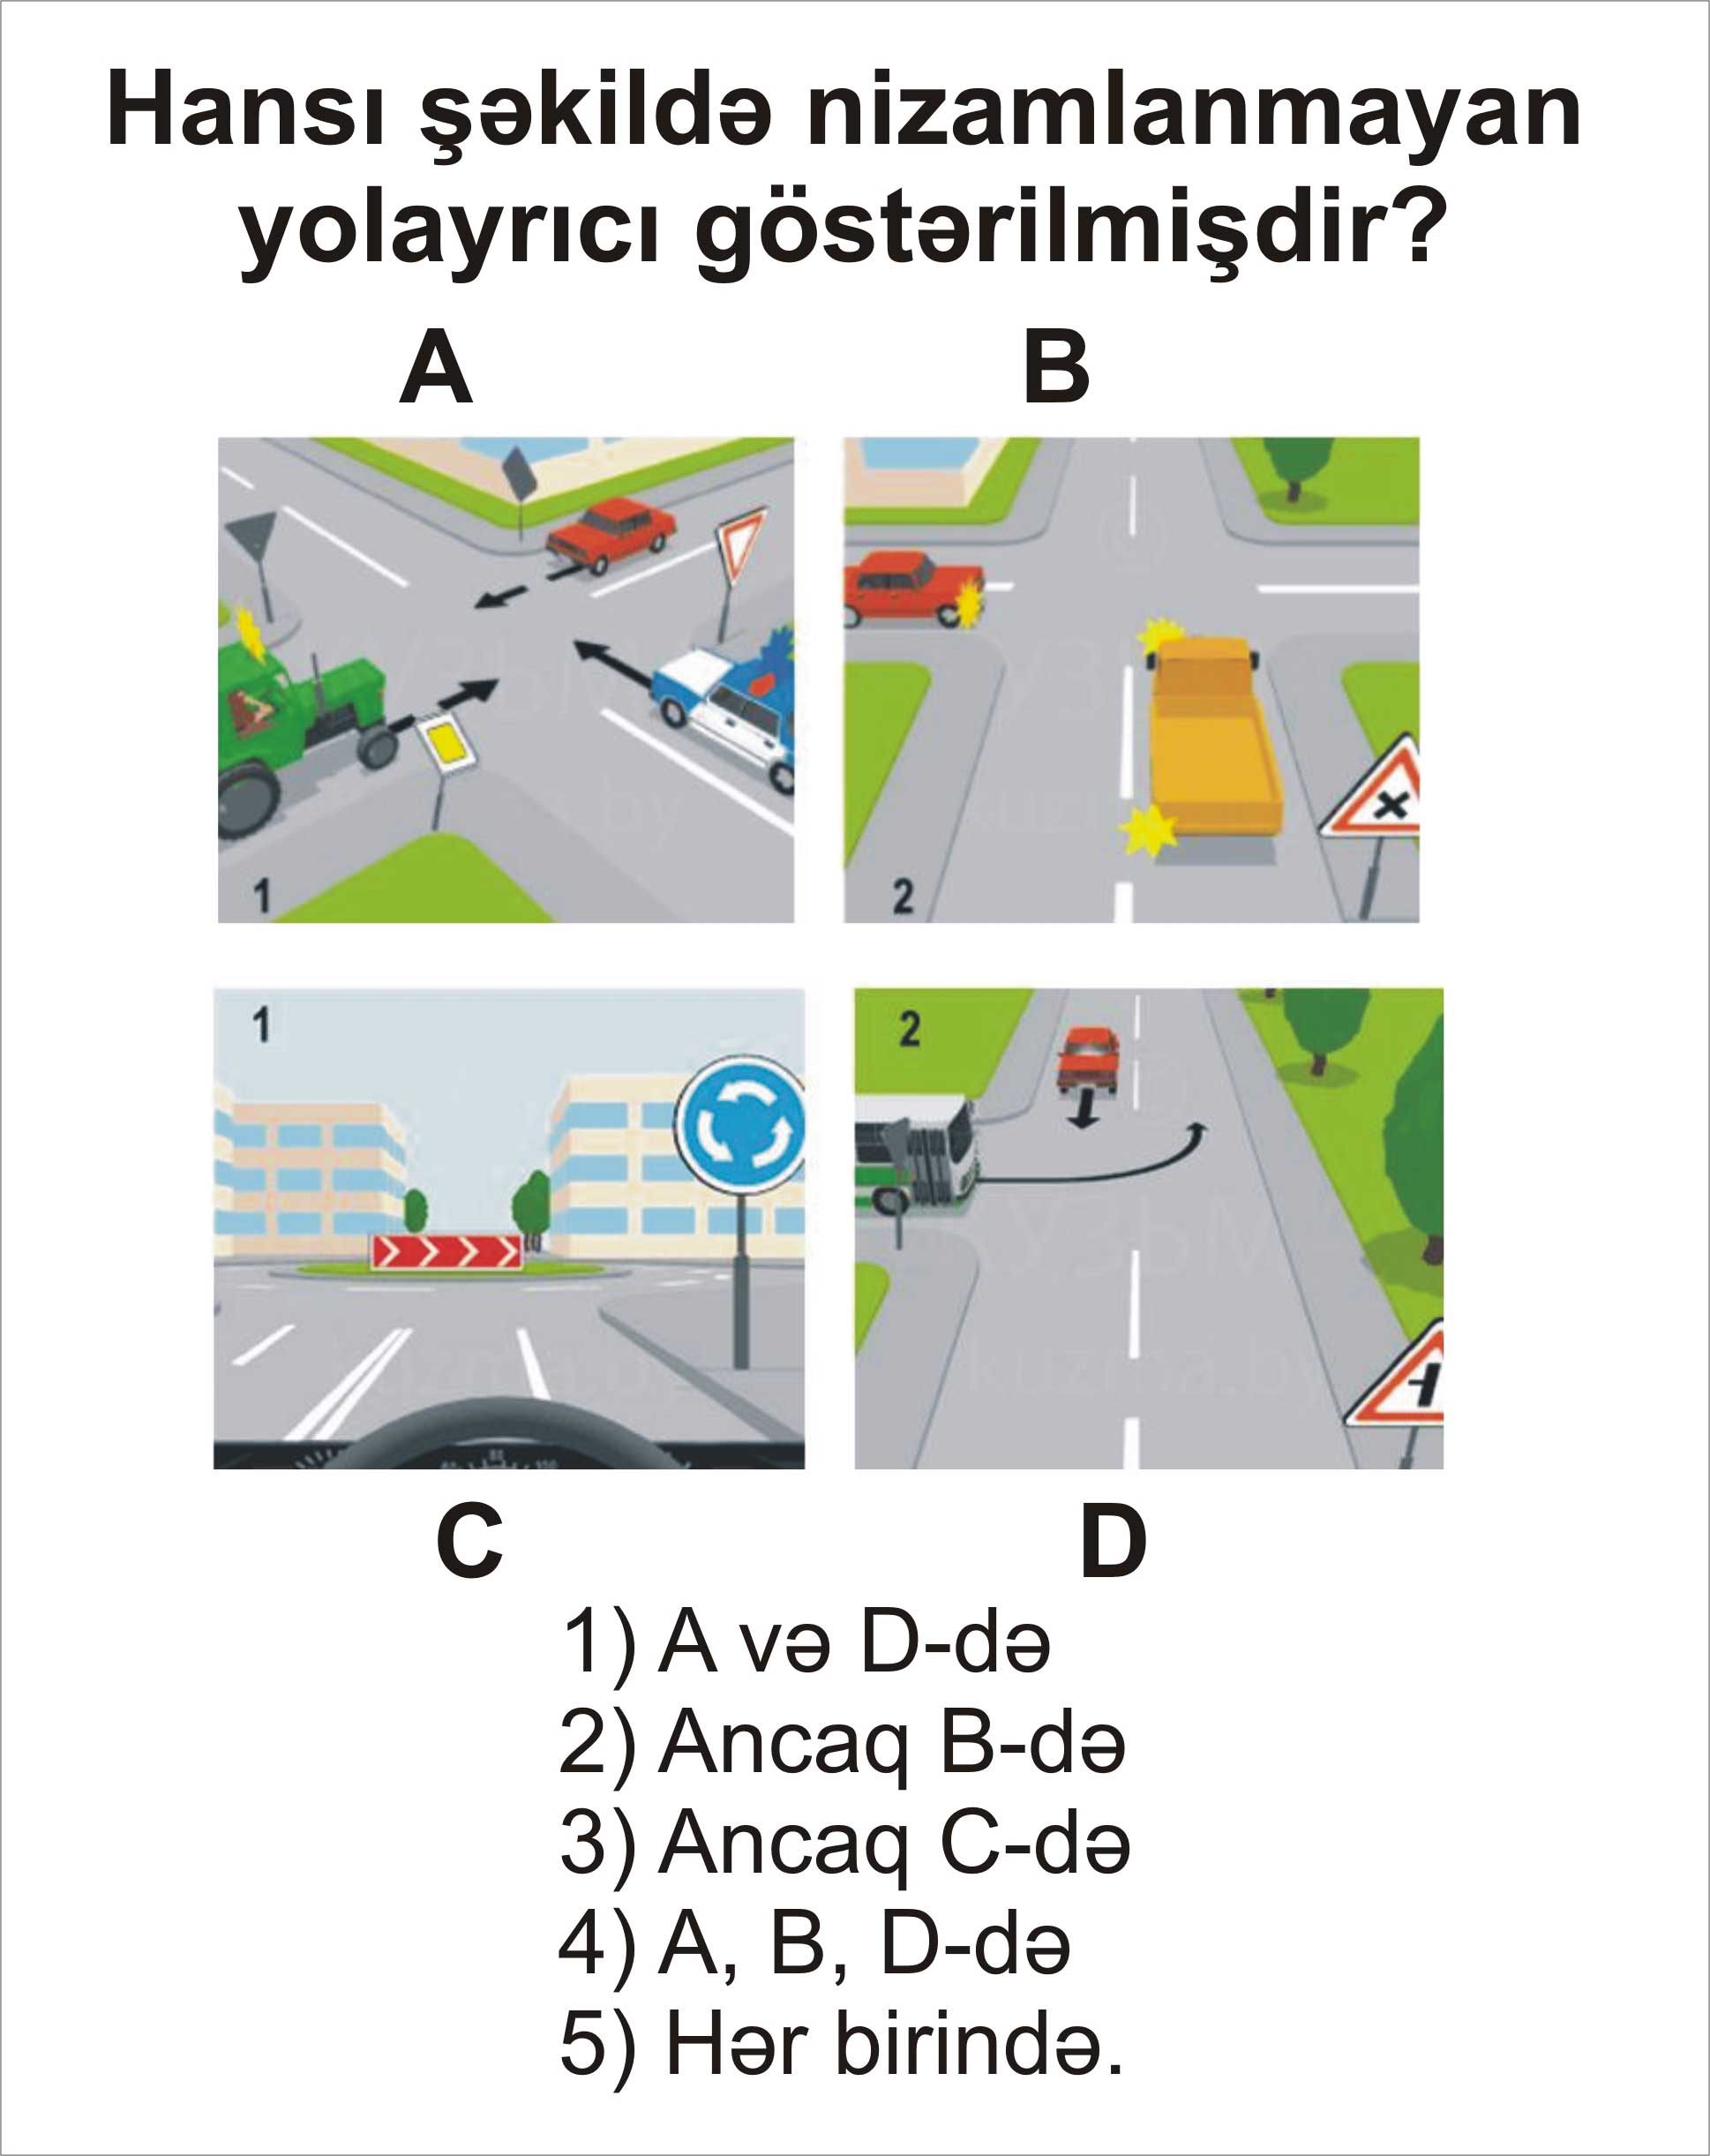 Hansı şəkildə nizamlanmayan
yolayrıcı göstərilmişdir?
A B
1 2
1 2
C D
1) A və D-də
2) Ancaq B-də
3) Ancaq C-də
4) A, B, D-də
5) Hər birində.